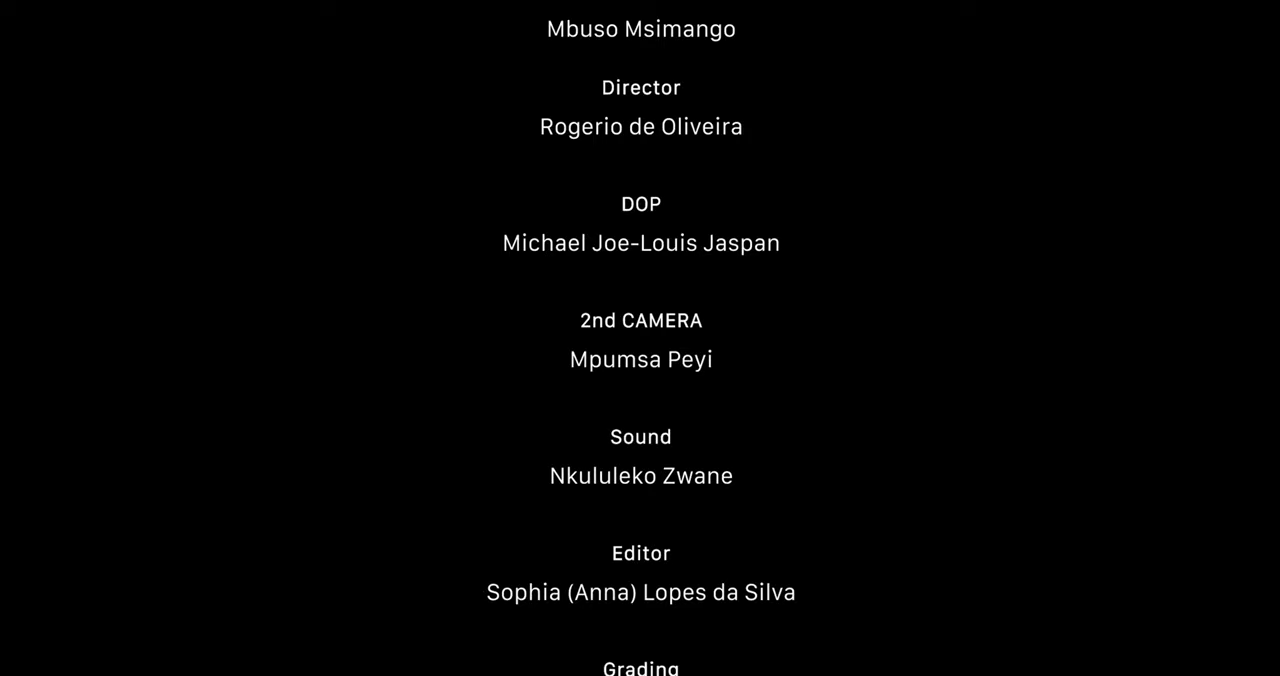 Mbuso Msimango
Director
Rogerio de Oliveira
DOP
Michael Joe-Louis Jaspan
2nd CAMERA
Mpumsa Peyi
Sound
Nkululeko Zwane
Editor
Sophia (Anna) Lopes da Silva
Grading